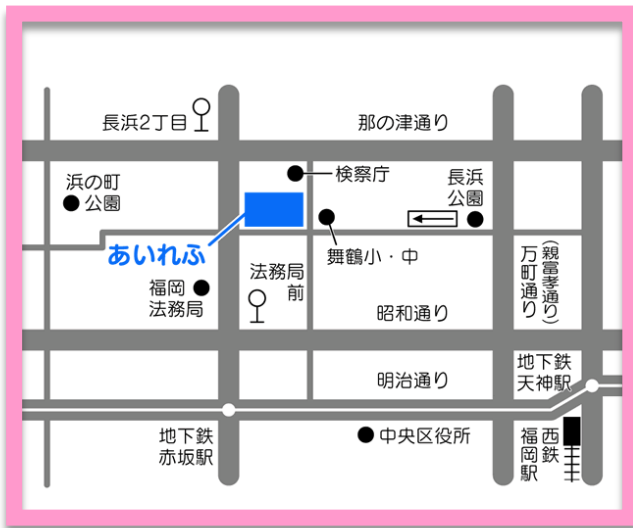 長浜2丁目
那の津通り
検察庁
浜の町
公園
長浜
公園
あいれふ
舞鶴小・中
法務局
前
福岡
法務局
昭和通り
万町通り
(親富孝通り)
明治通り
地下鉄
天神駅
地下鉄
赤坂駅
中央区役所
西鉄
福岡駅